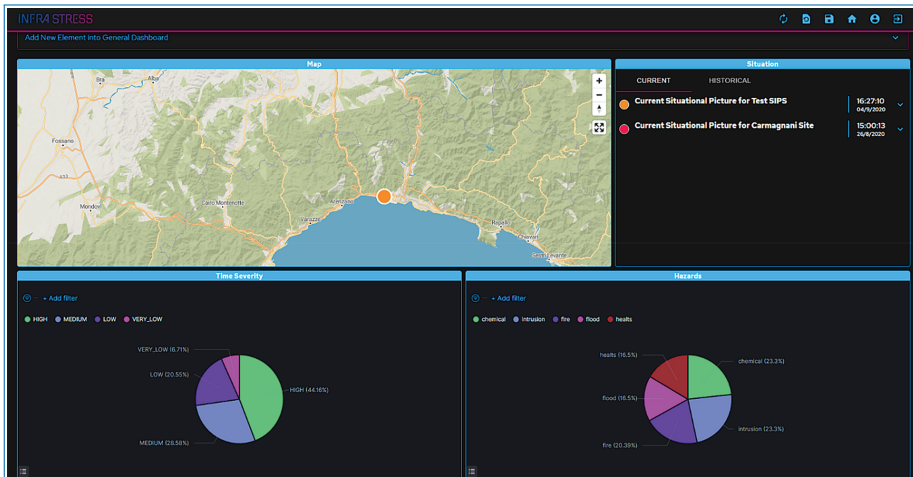 INFRA STRESS
Add New Element into General Dashboard
Map
Bra
Alba
Fossano
A33
Mondovì
Cairo Montenotte
Varazze
Arenzano
Rapallo
Chiavari
Sestri Levante
+
−
Situation
CURRENT
HISTORICAL
Current Situational Picture for Test SIPS
16:27:10
04/9/2020
Current Situational Picture for Carmagnani Site
15:00:13
26/8/2020
Time Severity
+ Add filter
HIGH MEDIUM LOW VERY_LOW
VERY_LOW (6.71%)
LOW (20.55%)
HIGH (44.16%)
MEDIUM (28.58%)
Hazards
+ Add filter
chemical intrusion fire flood healts
healts (16.5%)
chemical (23.3%)
flood (16.5%)
intrusion (23.3%)
fire (20.39%)